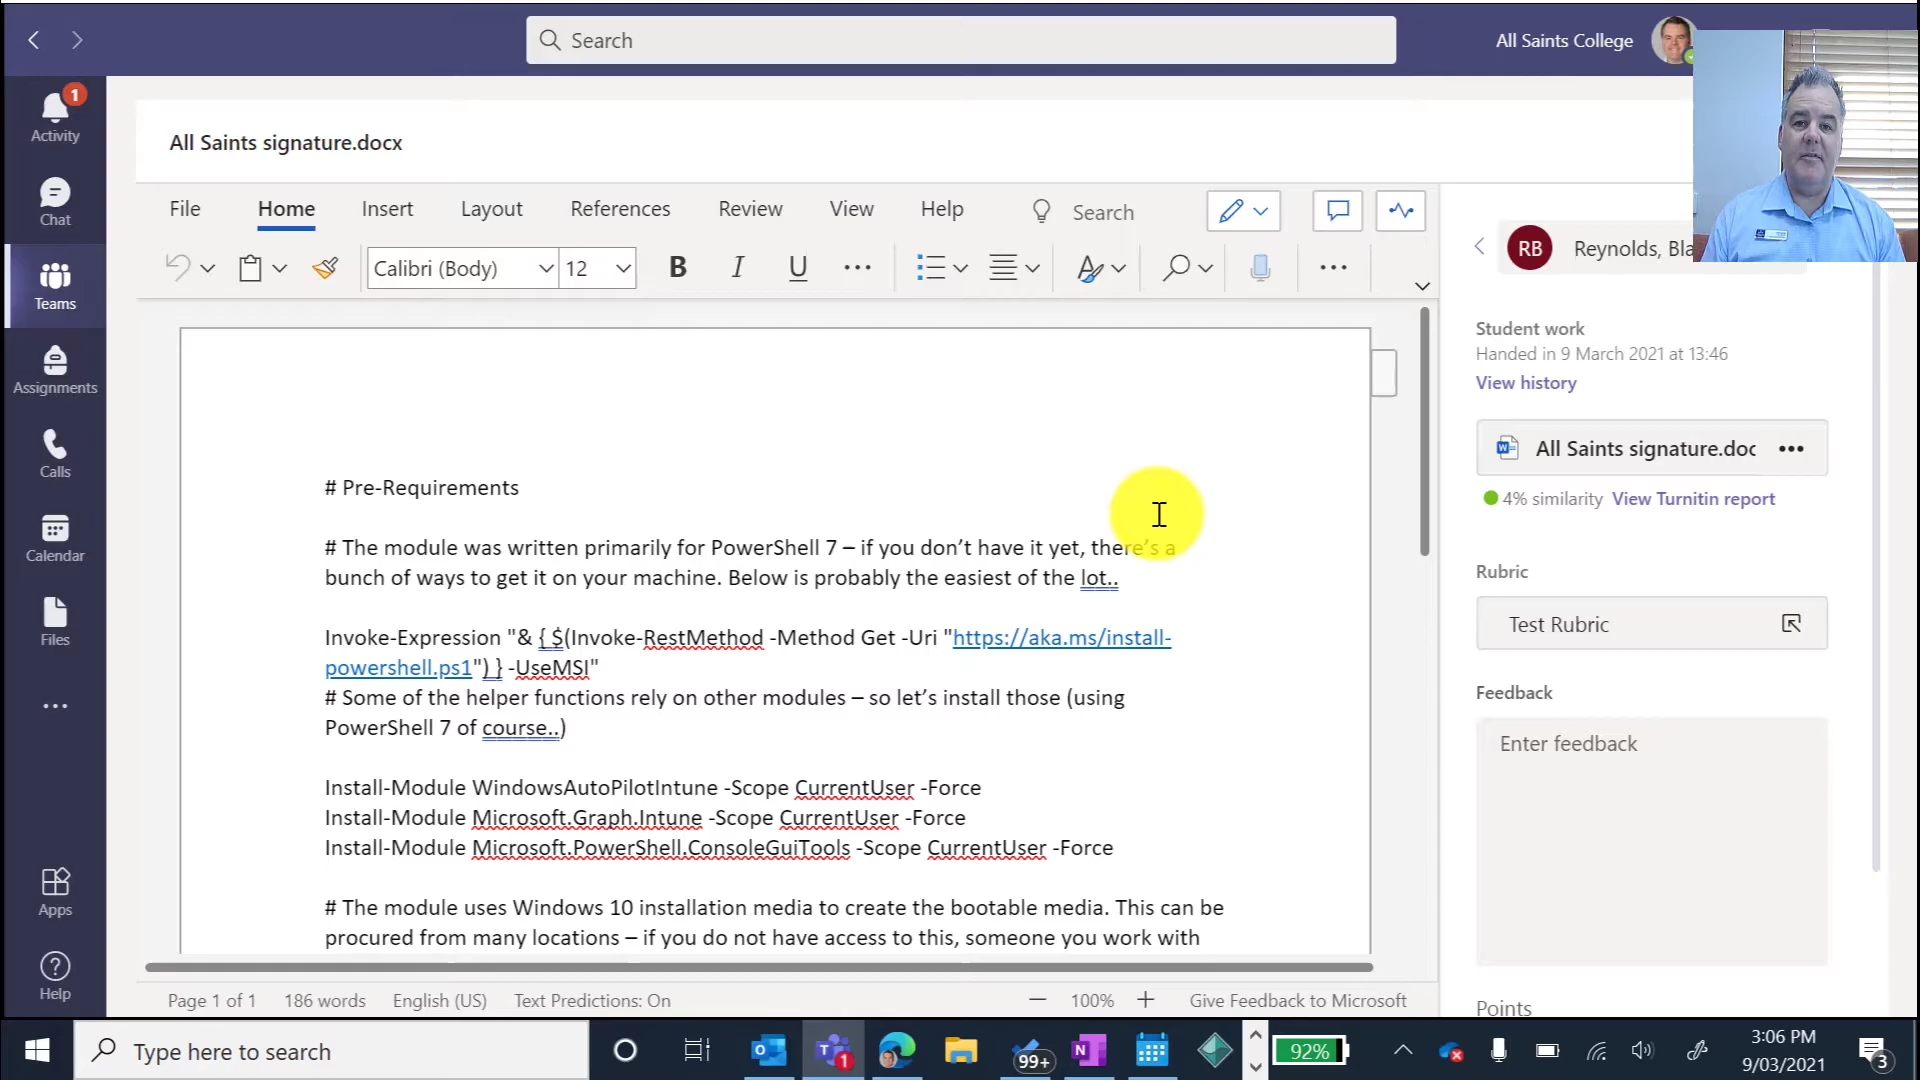 Search
All Saints College
1
Activity
Chat
Teams
Assignments
Calls
Calendar
Files
Apps
Help
All Saints signature.docx
File Home Insert Layout References Review View Help Search
Calibri (Body) 12 B I U
# Pre-Requirements
# The module was written primarily for PowerShell 7 – if you don't have it yet, there's a
bunch of ways to get it on your machine. Below is probably the easiest of the lot..
Invoke-Expression "& { $(Invoke-RestMethod -Method Get -Uri "https://aka.ms/install-
powershell.ps1") } -UseMSI"
# Some of the helper functions rely on other modules – so let's install those (using
PowerShell 7 of course..)
Install-Module WindowsAutoPilotIntune -Scope CurrentUser -Force
Install-Module Microsoft.Graph.Intune -Scope CurrentUser -Force
Install-Module Microsoft.PowerShell.ConsoleGuiTools -Scope CurrentUser -Force
# The module uses Windows 10 installation media to create the bootable media. This can be
procured from many locations – if you do not have access to this, someone you work with
Page 1 of 1 186 words English (US) Text Predictions: On 100% Give Feedback to Microsoft
RB Reynolds, Bla
Student work
Handed in 9 March 2021 at 13:46
View history
All Saints signature.doc
4% similarity View Turnitin report
Rubric
Test Rubric
Feedback
Enter feedback
Points
Type here to search
1
99+
92%
3:06 PM
9/03/2021
3